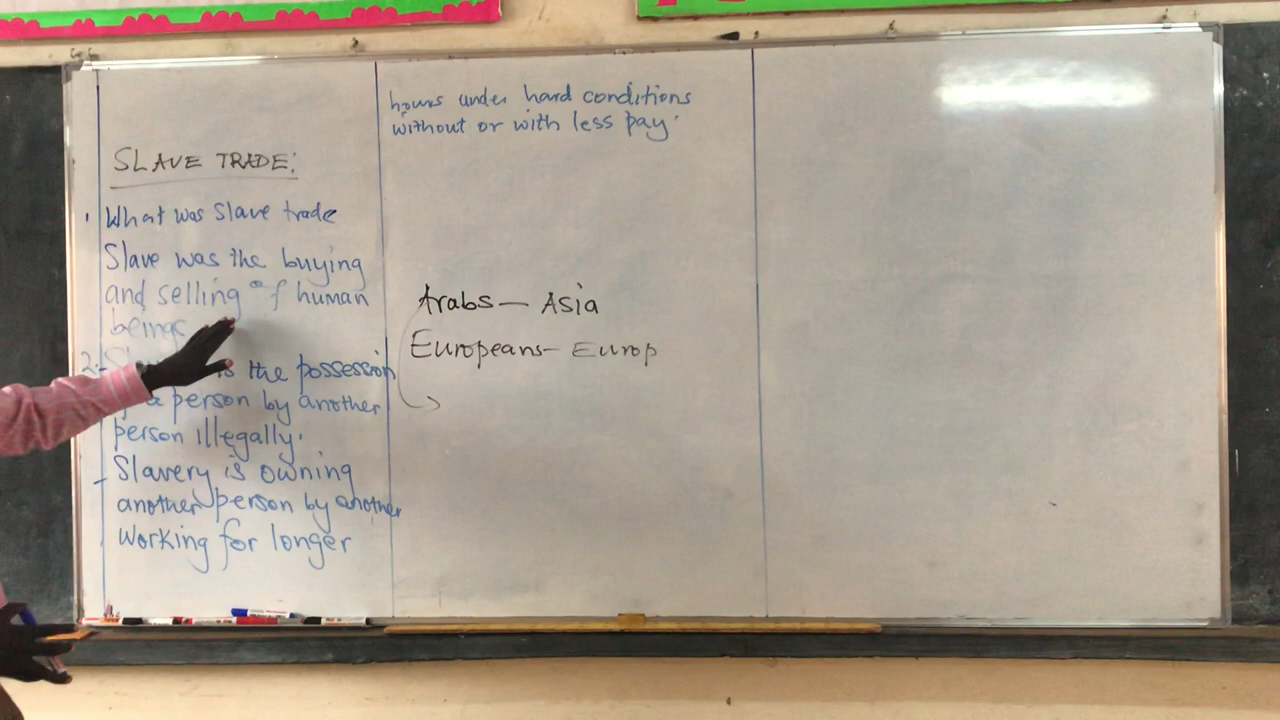 SLAVE TRADE:
1. What was Slave trade
Slave was the buying
and selling of human
beings
2:- is the possession
a person by another
person illegally.
- Slavery is owning
another person by another
working for longer
hours under hard conditions
without or with less pay.
Arabs — Asia
Europeans — Europ